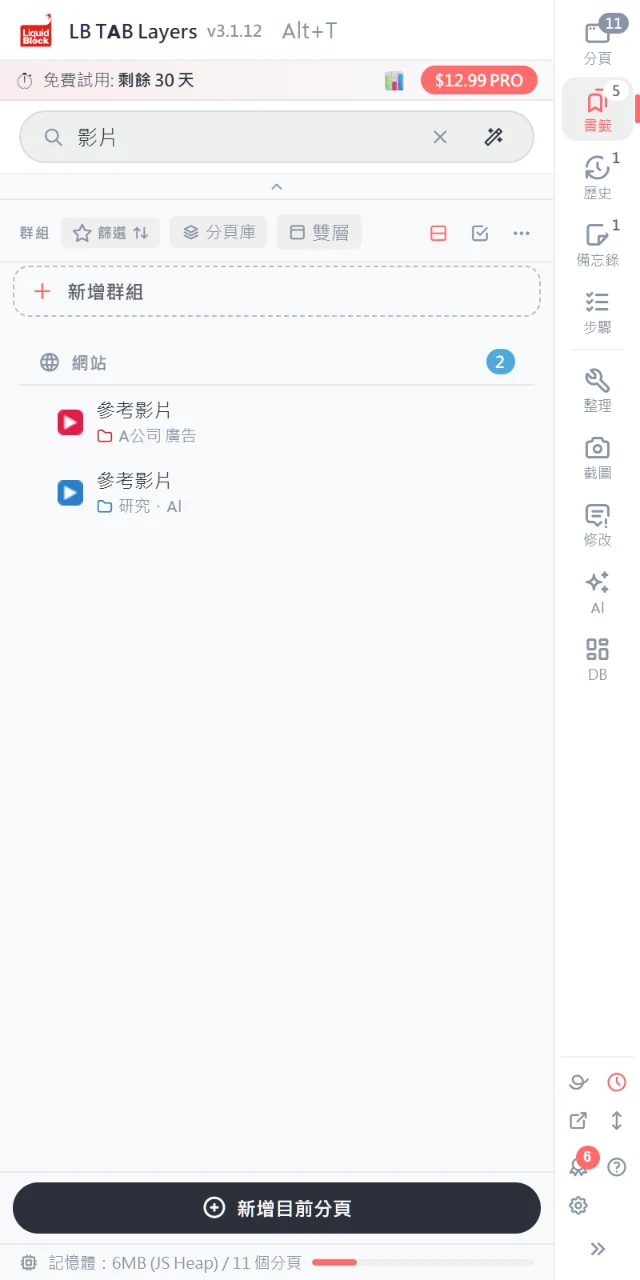 Liquid Block
LB TAB Layers v3.1.12 Alt+T
免費試用: 剩餘 30 天
$12.99 PRO
影片
群組
篩選
分頁庫
雙層
新增群組
網站
2
參考影片
A公司 廣告
參考影片
研究 · AI
新增目前分頁
記憶體：6MB (JS Heap) / 11 個分頁
11
分頁
5
書籤
1
歷史
1
備忘錄
步驟
整理
截圖
修改
AI
DB
6